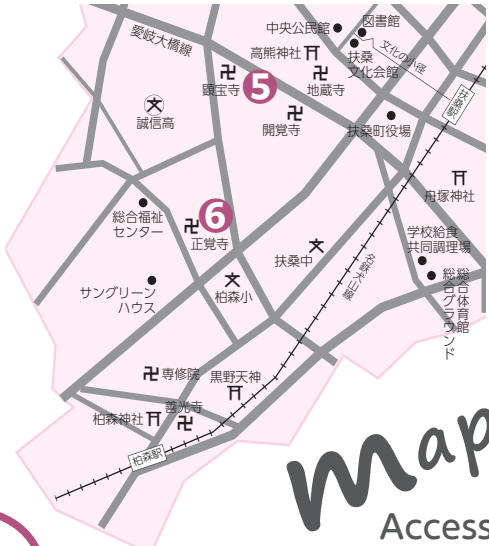 中央公民館
図書館
愛岐大橋線
高熊神社
扶桑
文化会館
文化の小径
顕宝寺
5
地蔵寺
扶桑駅
誠信高
開覚寺
扶桑町役場
舟塚神社
総合福祉
センター
6
正覚寺
扶桑中
学校給食
共同調理場
サングリーン
ハウス
柏森小
名鉄犬山線
総合体育館
総合グラウンド
専修院
黒野天神
柏森神社
善光寺
柏森駅
map
Access